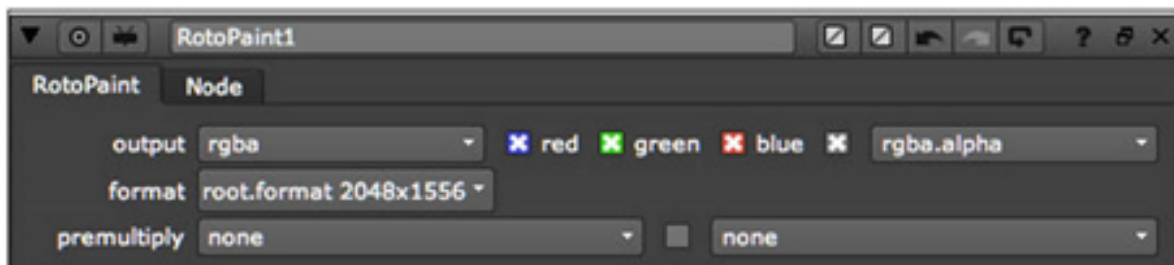 RotoPaint1 ?
RotoPaint Node
output rgba red green blue rgba.alpha
format root.format 2048x1556
premultiply none none